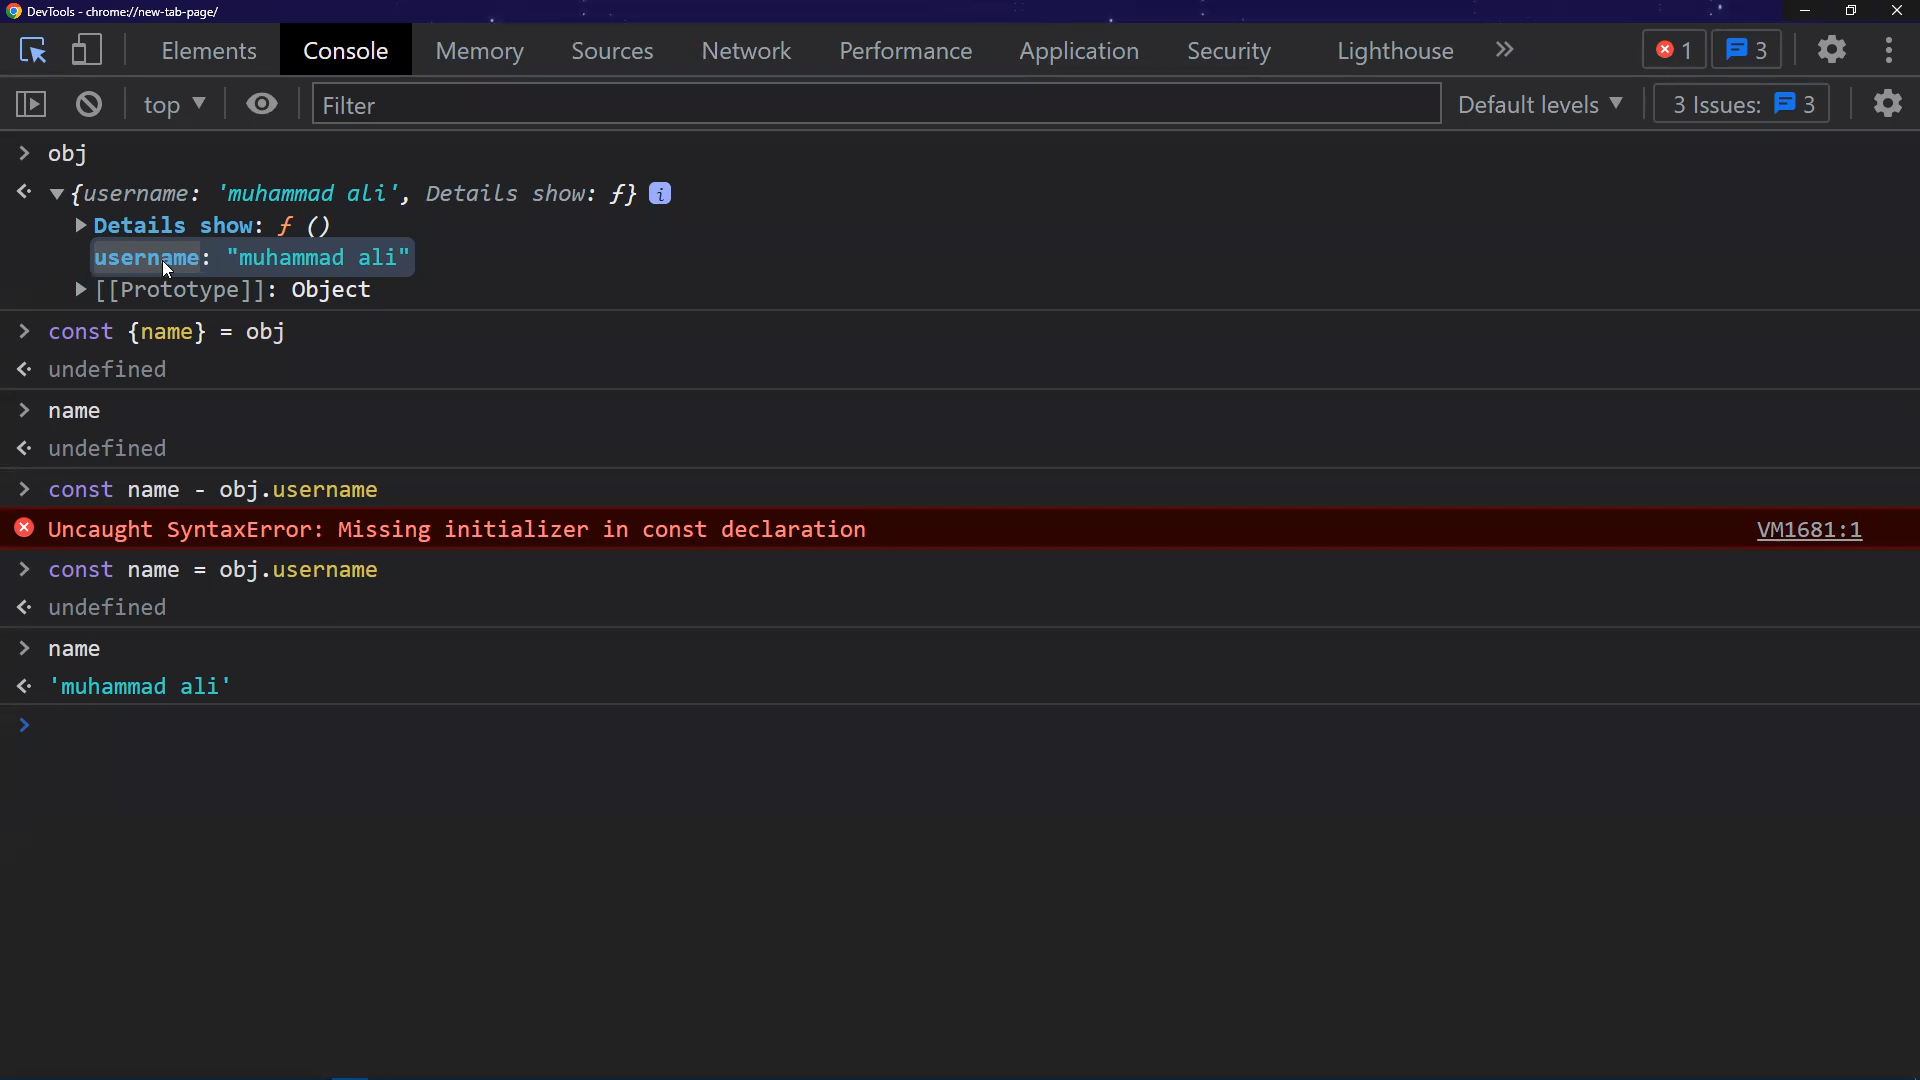 DevTools - chrome://new-tab-page/
Elements Console Memory Sources Network Performance Application Security Lighthouse 1 3
top Filter Default levels 3 Issues: 3
> obj
{username: 'muhammad ali', Details show: ƒ} i
Details show: ƒ ()
username: "muhammad ali"
[[Prototype]]: Object
> const {name} = obj
undefined
> name
undefined
> const name - obj.username
Uncaught SyntaxError: Missing initializer in const declaration VM1681:1
> const name = obj.username
undefined
> name
'muhammad ali'
>